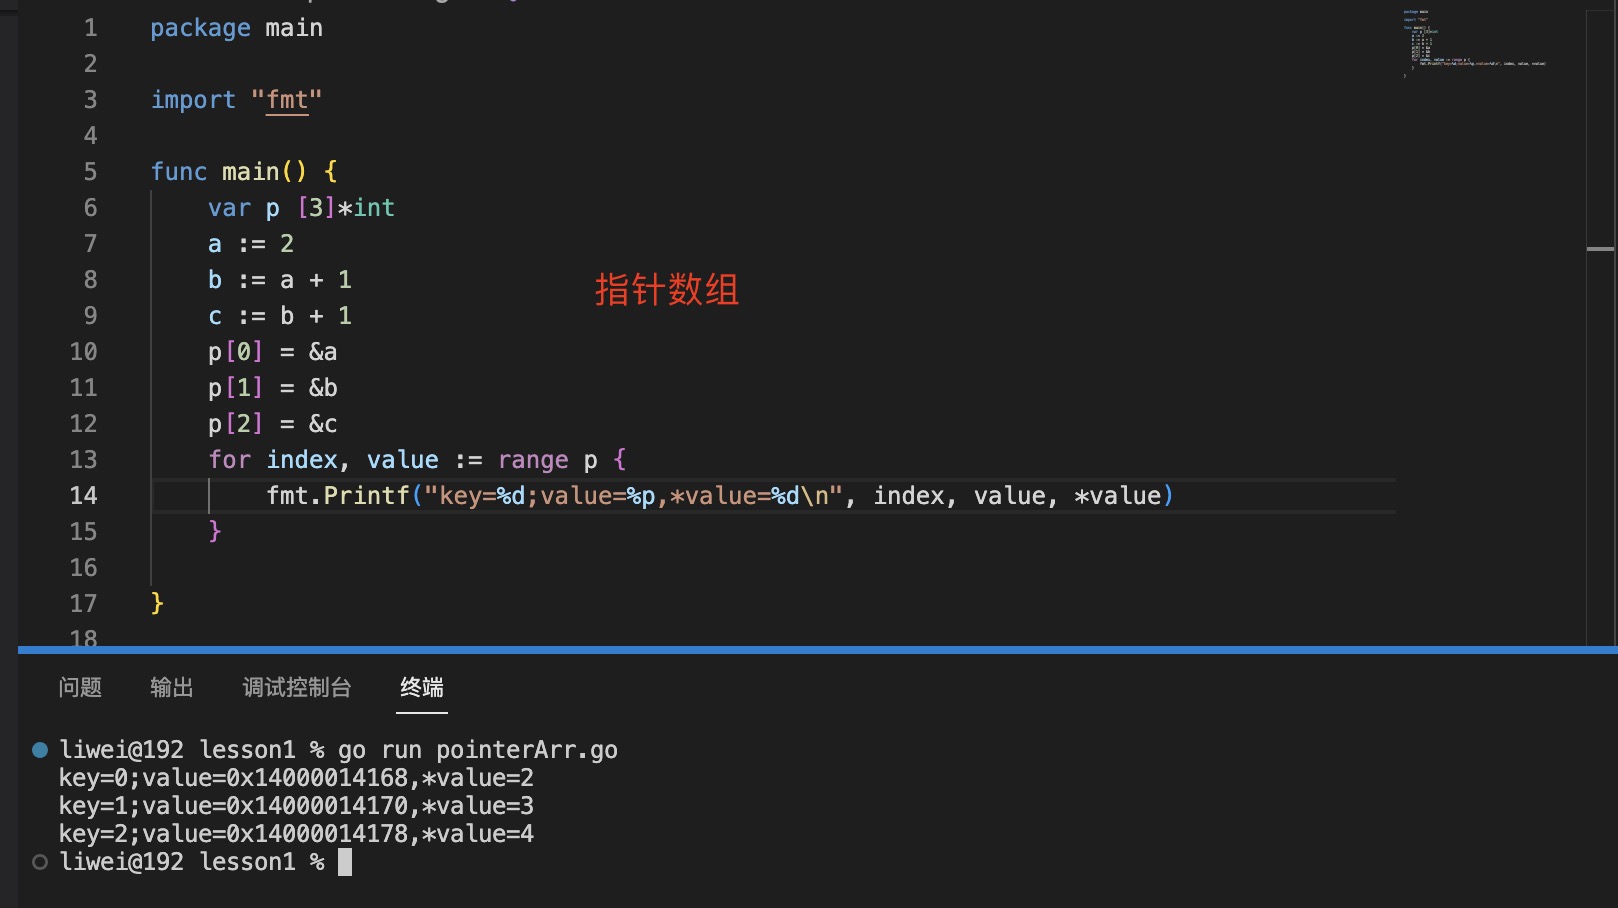 1 package main
2
3 import "fmt"
4
5 func main() {
6 var p [3]*int
7 a := 2
8 b := a + 1
指针数组
9 c := b + 1
10 p[0] = &a
11 p[1] = &b
12 p[2] = &c
13 for index, value := range p {
14 fmt.Printf("key=%d;value=%p,*value=%d\n", index, value, *value)
15 }
16
17 }
18
问题 输出 调试控制台 终端
liwei@192 lesson1 % go run pointerArr.go
key=0;value=0x14000014168,*value=2
key=1;value=0x14000014170,*value=3
key=2;value=0x14000014178,*value=4
liwei@192 lesson1 %